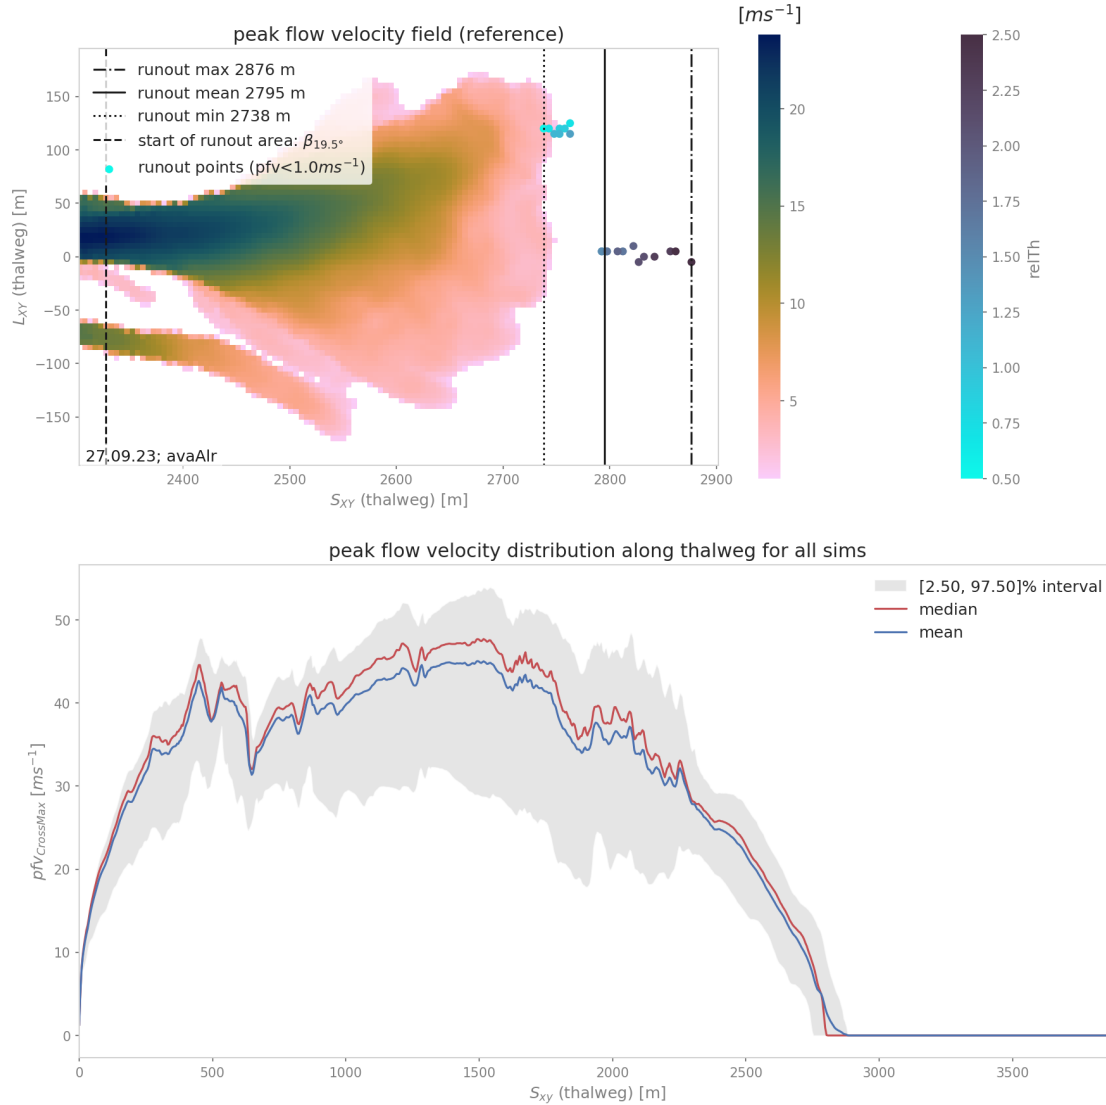 [ms⁻¹]
peak flow velocity field (reference)
runout max 2876 m
runout mean 2795 m
runout min 2738 m
start of runout area: β19.5°
runout points (pfv<1.0ms⁻¹)
150
100
50
0
−50
−100
−150
L_XY (thalweg) [m]
27.09.23; avaAlr
2400
2500
2600
2700
2800
2900
S_XY (thalweg) [m]
20
15
10
5
2.50
2.25
2.00
1.75
1.50
1.25
1.00
0.75
0.50
relTh
peak flow velocity distribution along thalweg for all sims
[2.50, 97.50]% interval
median
mean
50
40
30
20
10
0
pfv_CrossMax [ms⁻¹]
0
500
1000
1500
2000
2500
3000
3500
S_xy (thalweg) [m]